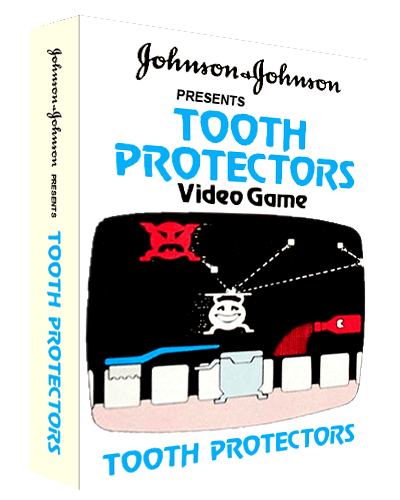 Johnson & Johnson
PRESENTS
TOOTH
PROTECTORS
Video Game
TOOTH PROTECTORS
Johnson & Johnson PRESENTS TOOTH PROTECTORS